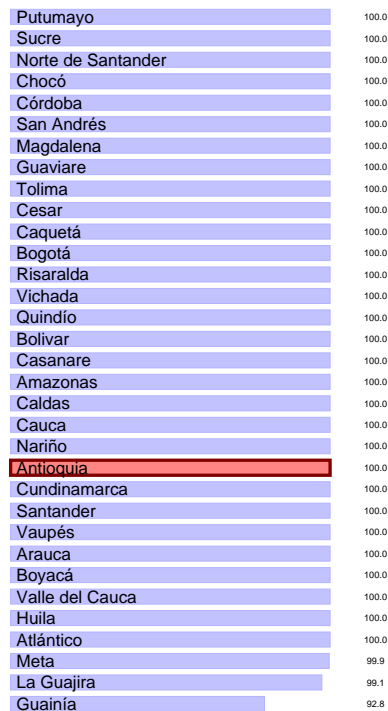 Putumayo 100.0
Sucre 100.0
Norte de Santander 100.0
Chocó 100.0
Córdoba 100.0
San Andrés 100.0
Magdalena 100.0
Guaviare 100.0
Tolima 100.0
Cesar 100.0
Caquetá 100.0
Bogotá 100.0
Risaralda 100.0
Vichada 100.0
Quindío 100.0
Bolivar 100.0
Casanare 100.0
Amazonas 100.0
Caldas 100.0
Cauca 100.0
Nariño 100.0
Antioquia 100.0
Cundinamarca 100.0
Santander 100.0
Vaupés 100.0
Arauca 100.0
Boyacá 100.0
Valle del Cauca 100.0
Huila 100.0
Atlántico 100.0
Meta 99.9
La Guajira 99.1
Guainía 92.8